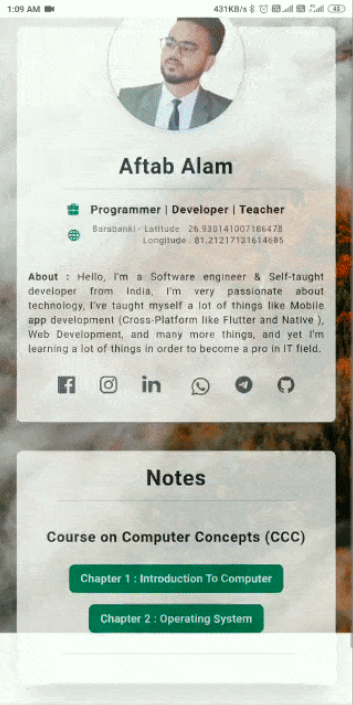 1:09 AM 431KB/s 43
Aftab Alam
Programmer | Developer | Teacher
Barabanki - Latitude : 26.930141007186478
Longitude : 81.21217131614685
About : Hello, I'm a Software engineer & Self-taught
developer from India, I'm very passionate about
technology, I've taught myself a lot of things like Mobile
app development (Cross-Platform like Flutter and Native ),
Web Development, and many more things, and yet I'm
learning a lot of things in order to become a pro in IT field.
Notes
Course on Computer Concepts (CCC)
Chapter 1 : Introduction To Computer
Chapter 2 : Operating System